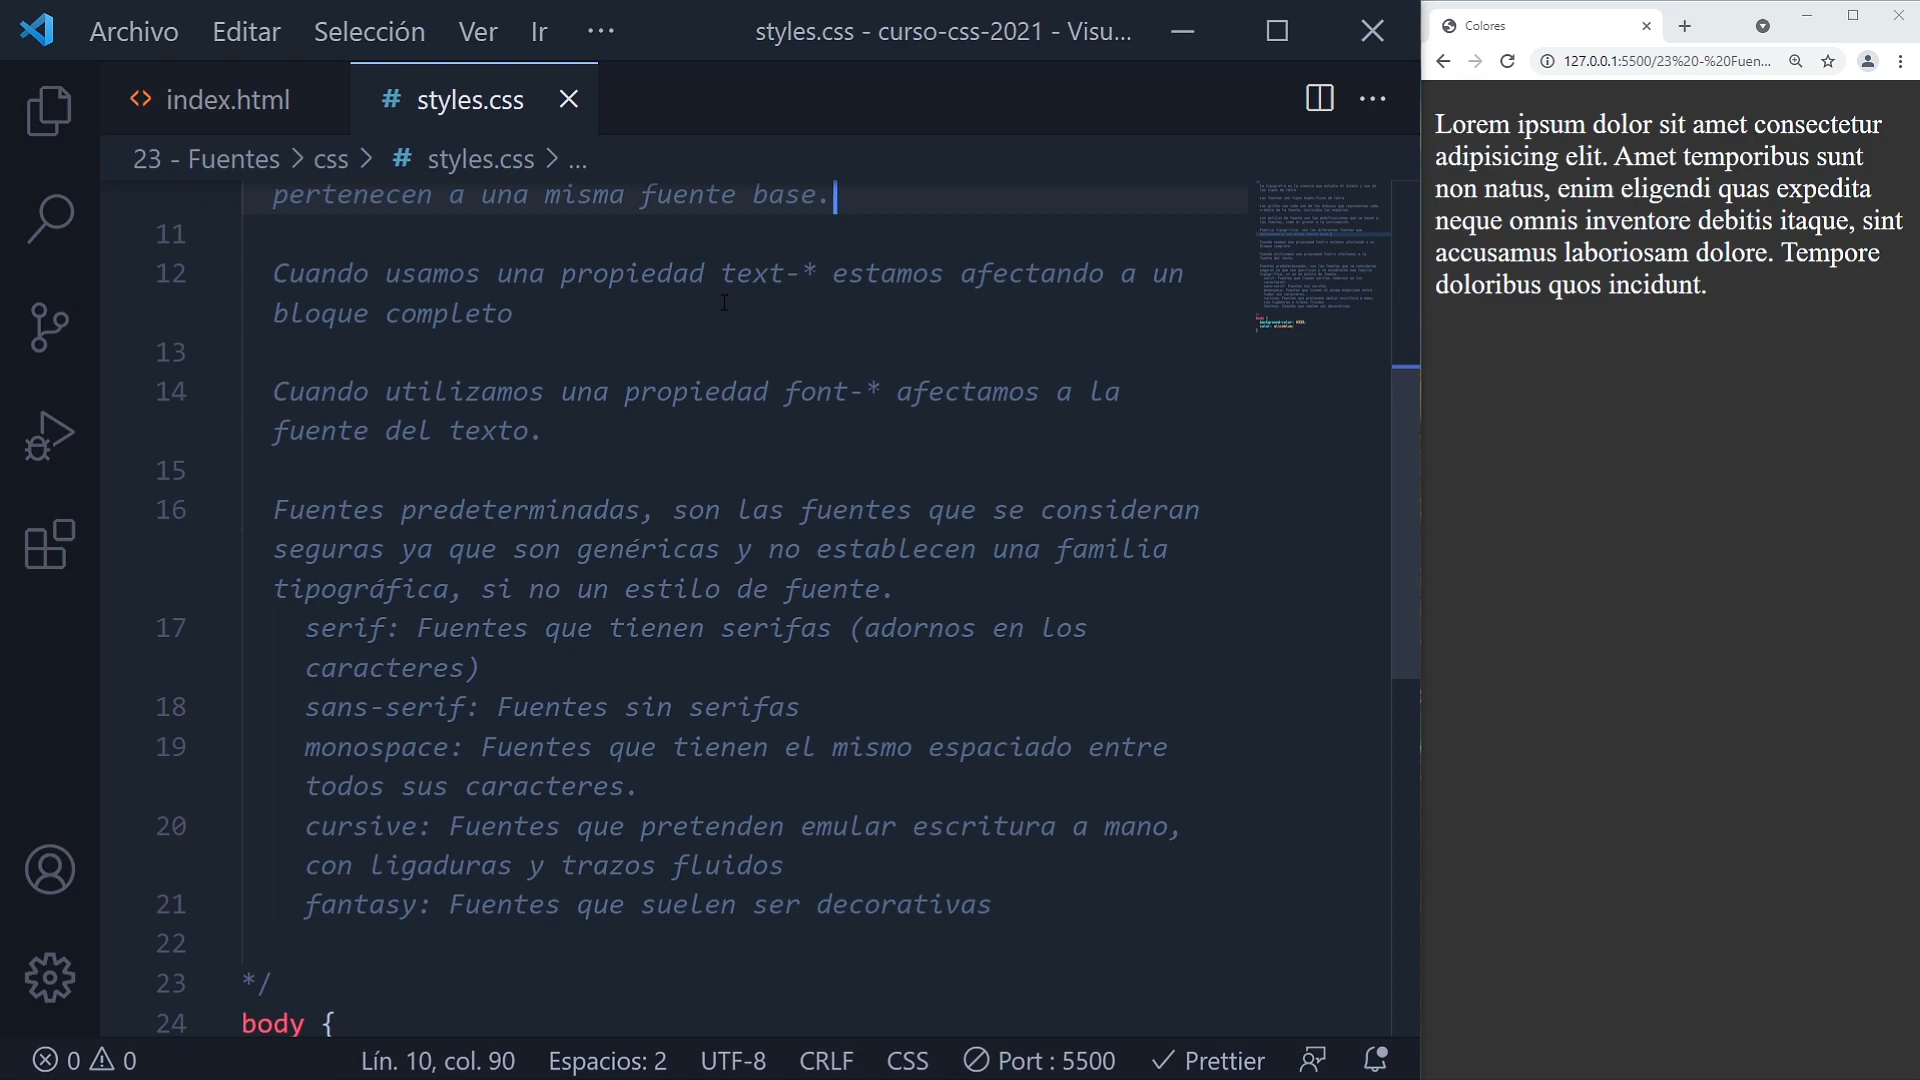 Archivo Editar Selección Ver Ir ··· styles.css - curso-css-2021 - Visu...
<> index.html # styles.css
23 - Fuentes > css > # styles.css > ...
pertenecen a una misma fuente base.
11
12 Cuando usamos una propiedad text-* estamos afectando a un
bloque completo
13
14 Cuando utilizamos una propiedad font-* afectamos a la
fuente del texto.
15
16 Fuentes predeterminadas, son las fuentes que se consideran
seguras ya que son genéricas y no establecen una familia
tipográfica, si no un estilo de fuente.
17 serif: Fuentes que tienen serifas (adornos en los
caracteres)
18 sans-serif: Fuentes sin serifas
19 monospace: Fuentes que tienen el mismo espaciado entre
todos sus caracteres.
20 cursive: Fuentes que pretenden emular escritura a mano,
con ligaduras y trazos fluidos
21 fantasy: Fuentes que suelen ser decorativas
22
23 */
24 body {
0 0 Lín. 10, col. 90 Espacios: 2 UTF-8 CRLF CSS Port : 5500 Prettier
Colores
127.0.0.1:5500/23%20-%20Fuen...
Lorem ipsum dolor sit amet consectetur
adipisicing elit. Amet temporibus sunt
non natus, enim eligendi quas expedita
neque omnis inventore debitis itaque, sint
accusamus laboriosam dolore. Tempore
doloribus quos incidunt.